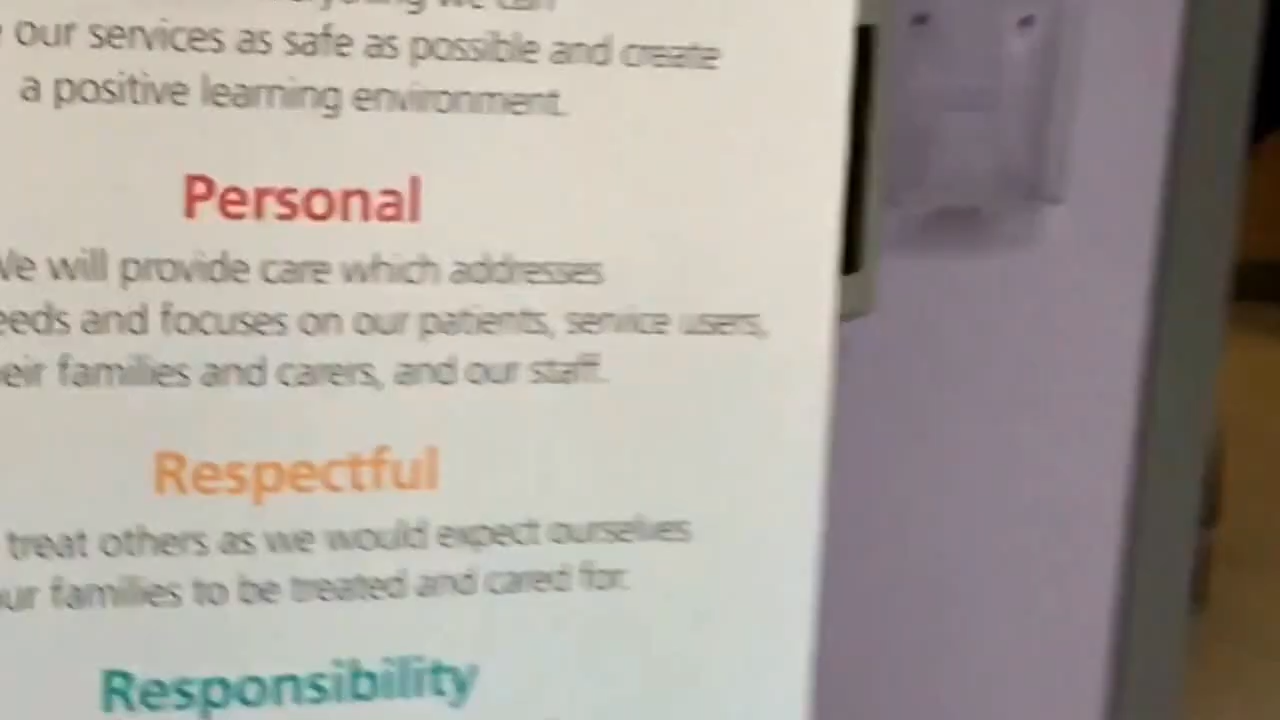 our services as safe as possible and create
a positive learning environment.
Personal
We will provide care which addresses
needs and focuses on our patients, service users,
their families and carers, and our staff.
Respectful
treat others as we would expect ourselves
our families to be treated and cared for.
Responsibility